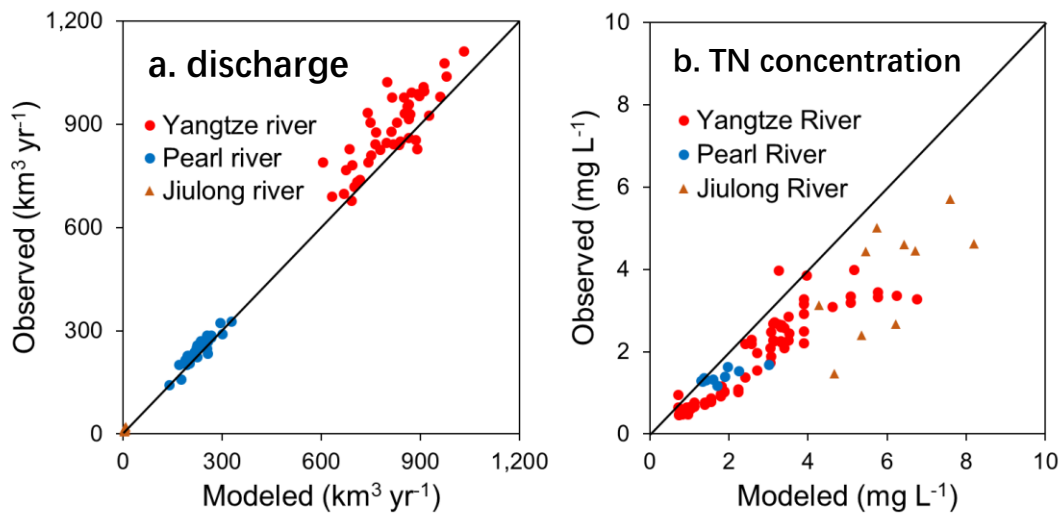 a. discharge
Yangtze river
Pearl river
Jiulong river
Observed (km³ yr⁻¹)
1,200
900
600
300
0
0 300 600 900 1,200
Modeled (km³ yr⁻¹)
b. TN concentration
Yangtze River
Pearl River
Jiulong River
Observed (mg L⁻¹)
10
8
6
4
2
0
0 2 4 6 8 10
Modeled (mg L⁻¹)